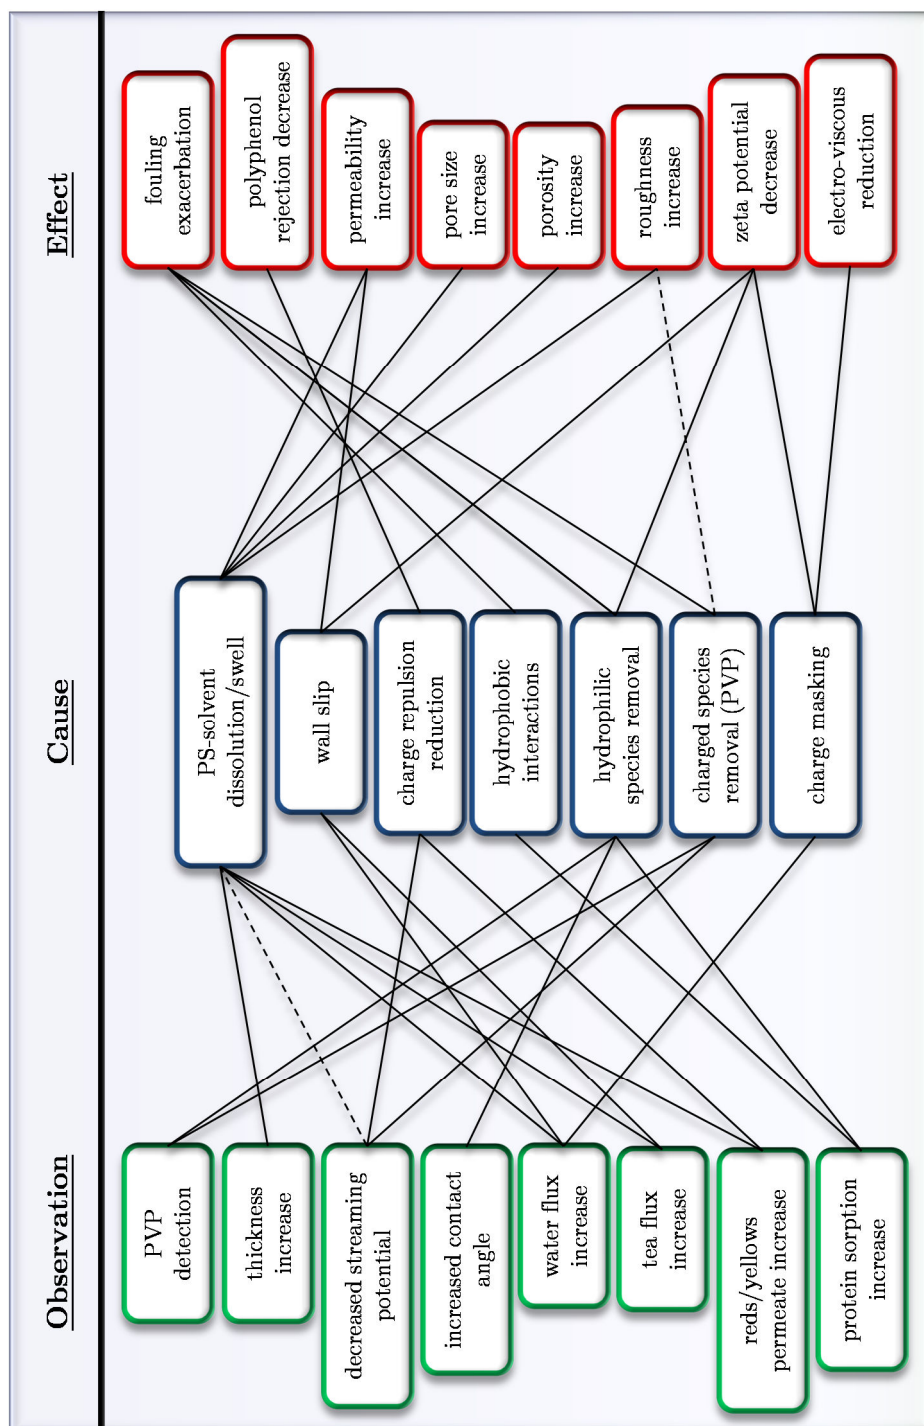 Observation
Cause
Effect
PVP
detection
thickness
increase
decreased streaming
potential
increased contact
angle
water flux
increase
tea flux
increase
reds/yellows
permeate increase
protein sorption
increase
PS-solvent
dissolution/swell
wall slip
charge repulsion
reduction
hydrophobic
interactions
hydrophilic
species removal
charged species
removal (PVP)
charge masking
fouling
exacerbation
polyphenol
rejection decrease
permeability
increase
pore size
increase
porosity
increase
roughness
increase
zeta potential
decrease
electro-viscous
reduction